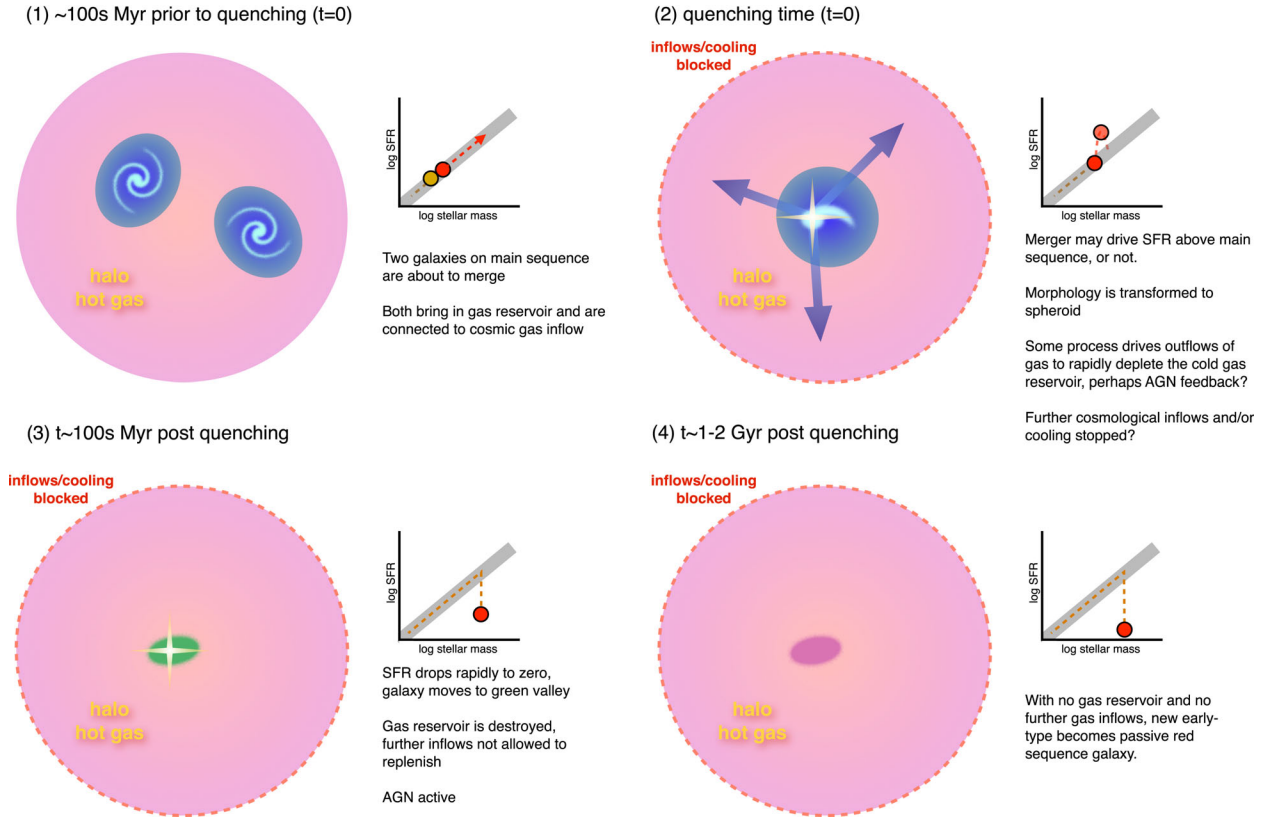 (1) ~100s Myr prior to quenching (t=0)
halo
hot gas
log SFR
log stellar mass
Two galaxies on main sequence
are about to merge
Both bring in gas reservoir and are
connected to cosmic gas inflow
(2) quenching time (t=0)
inflows/cooling
blocked
halo
hot gas
log SFR
log stellar mass
Merger may drive SFR above main
sequence, or not.
Morphology is transformed to
spheroid
Some process drives outflows of
gas to rapidly deplete the cold gas
reservoir, perhaps AGN feedback?
Further cosmological inflows and/or
cooling stopped?
(3) t~100s Myr post quenching
inflows/cooling
blocked
halo
hot gas
log SFR
log stellar mass
SFR drops rapidly to zero,
galaxy moves to green valley
Gas reservoir is destroyed,
further inflows not allowed to
replenish
AGN active
(4) t~1-2 Gyr post quenching
inflows/cooling
blocked
halo
hot gas
log SFR
log stellar mass
With no gas reservoir and no
further gas inflows, new early-
type becomes passive red
sequence galaxy.